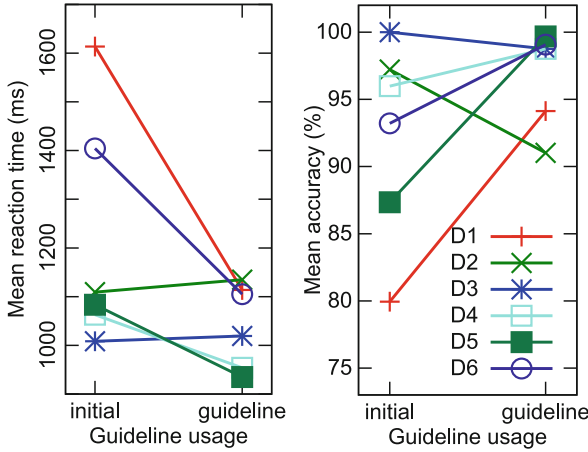 Mean reaction time (ms)
1600
1400
1200
1000
initial
guideline
Guideline usage
Mean accuracy (%)
100
95
90
85
80
75
D1
D2
D3
D4
D5
D6
initial
guideline
Guideline usage